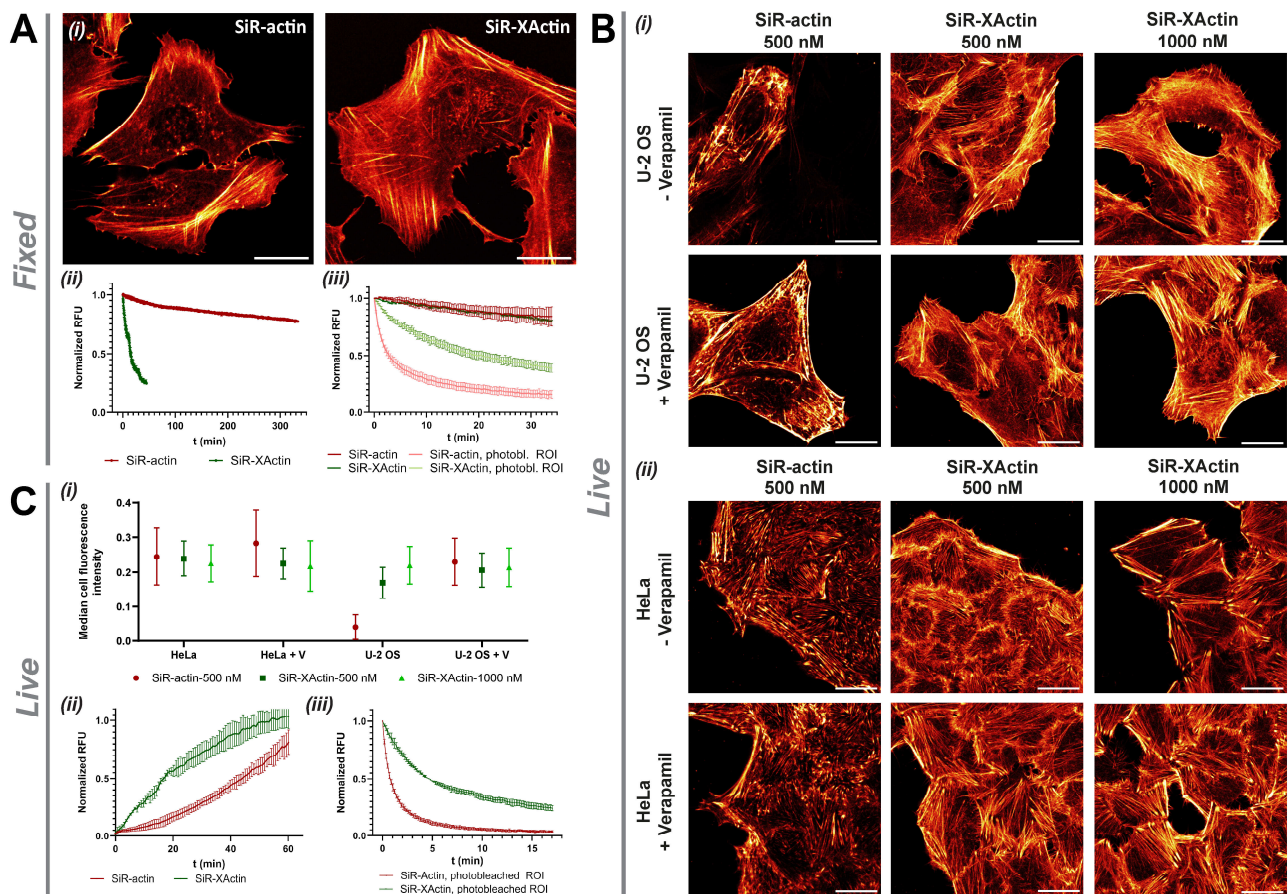 A
Fixed
(i)
SiR-actin
SiR-XActin
(ii)
Normalized RFU
1.0
0.5
0.0
0
100
200
300
t (min)
SiR-actin
SiR-XActin
(iii)
Normalized RFU
1.0
0.5
0.0
0
10
20
30
t (min)
SiR-actin
SiR-actin, photobl. ROI
SiR-XActin
SiR-XActin, photobl. ROI
C
Live
(i)
Median cell fluorescence
intensity
0.4
0.3
0.2
0.1
0.0
HeLa
HeLa + V
U-2 OS
U-2 OS + V
SiR-actin-500 nM
SiR-XActin-500 nM
SiR-XActin-1000 nM
(ii)
Normalized RFU
1.0
0.5
0.0
0
20
40
60
t (min)
SiR-actin
SiR-XActin
(iii)
Normalized RFU
1.0
0.5
0.0
0
5
10
15
t (min)
SiR-Actin, photobleached ROI
SiR-XActin, photobleached ROI
B
Live
(i)
SiR-actin
500 nM
SiR-XActin
500 nM
SiR-XActin
1000 nM
U-2 OS
- Verapamil
U-2 OS
+ Verapamil
(ii)
SiR-actin
500 nM
SiR-XActin
500 nM
SiR-XActin
1000 nM
HeLa
- Verapamil
HeLa
+ Verapamil